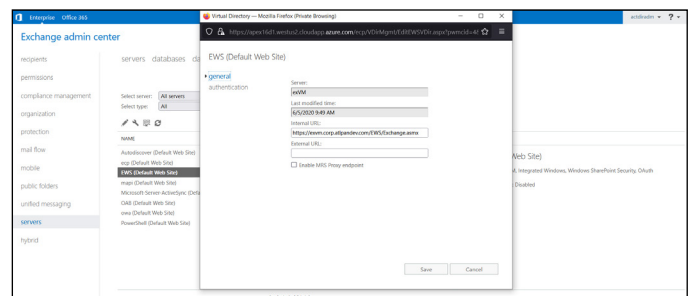 Enterprise Office 365
Exchange admin center
recipients
permissions
compliance management
organization
protection
mail flow
mobile
public folders
unified messaging
servers
hybrid
servers databases da
Select server: All servers
Select type: All
NAME
Autodiscover (Default Web Site)
ecp (Default Web Site)
EWS (Default Web Site)
mapi (Default Web Site)
Microsoft-Server-ActiveSync (Defa
OAB (Default Web Site)
owa (Default Web Site)
PowerShell (Default Web Site)
Virtual Directory — Mozilla Firefox (Private Browsing)
EWS (Default Web Site)
general
authentication
Server:
exVM
Last modified time:
6/5/2020 9:49 AM
Internal URL:
https://exvm.corp.atlpandev.com/EWS/Exchange.asmx
External URL:
Enable MRS Proxy endpoint
Save Cancel
Web Site)
Integrated Windows, Windows SharePoint Security, OAuth
Disabled